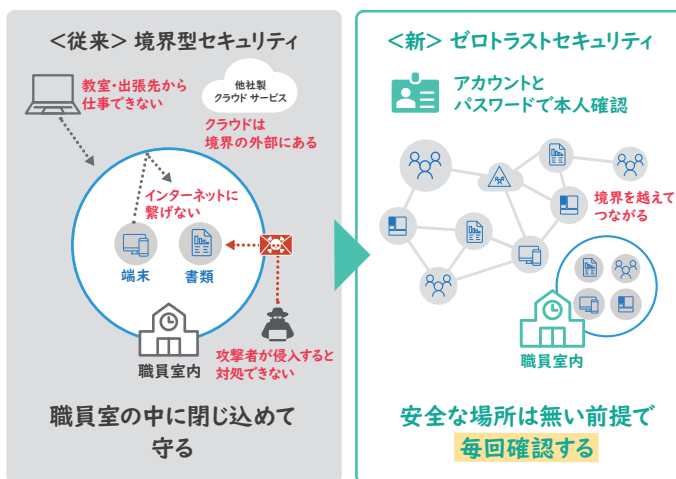 ＜従来＞ 境界型セキュリティ
教室・出張先から
仕事できない
他社製
クラウド サービス
クラウドは
境界の外部にある
インターネットに
繋げない
端末
書類
職員室内
攻撃者が侵入すると
対処できない
職員室の中に閉じ込めて
守る
＜新＞ ゼロトラストセキュリティ
アカウントと
パスワードで本人確認
境界を越えて
つながる
職員室内
安全な場所は無い前提で
毎回確認する